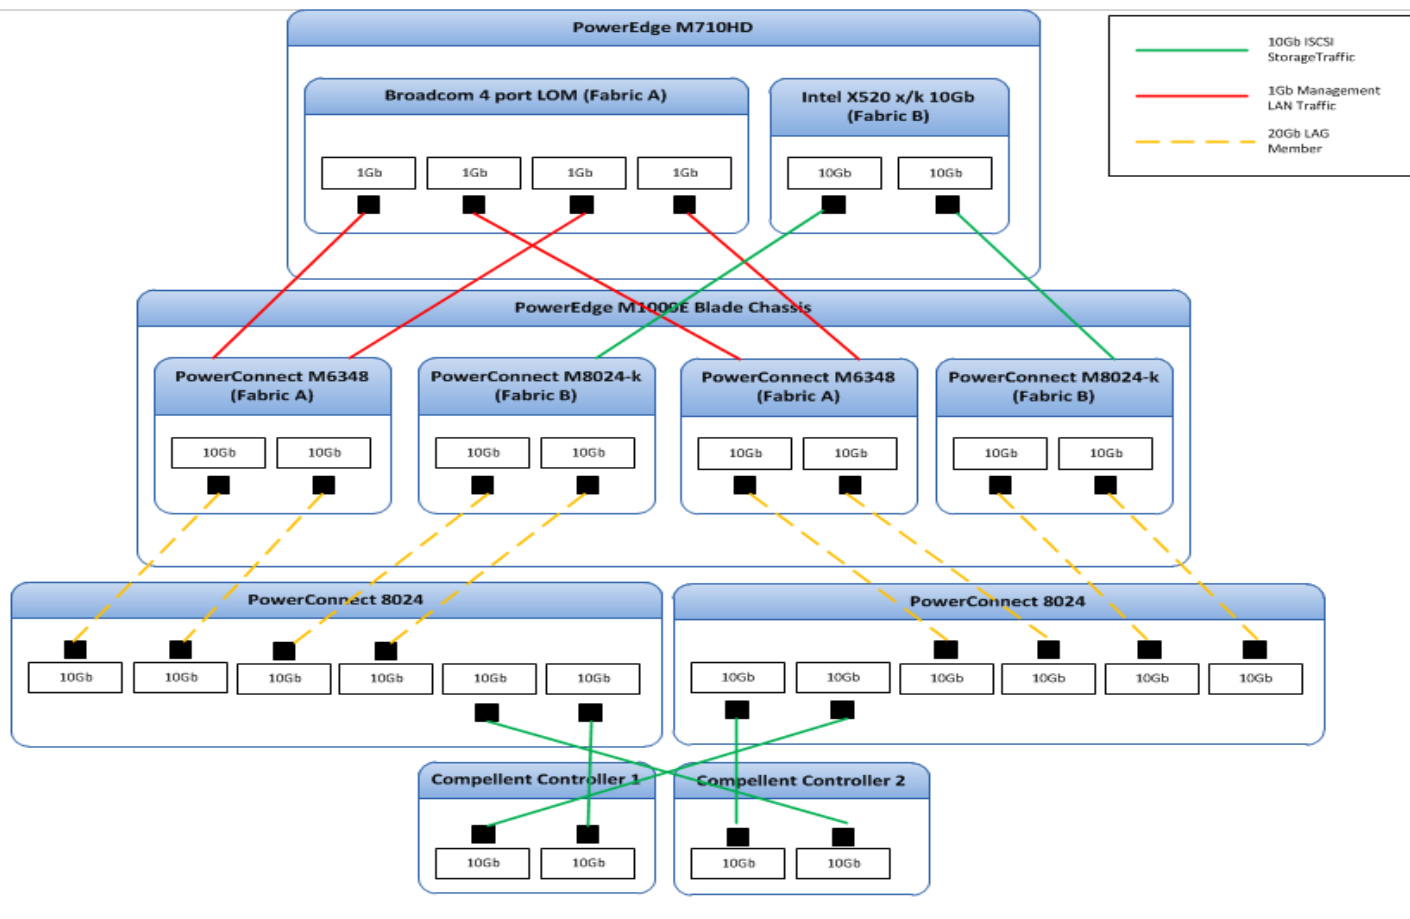 PowerEdge M710HD
10Gb ISCSI
StorageTraffic
1Gb Management
LAN Traffic
20Gb LAG
Member
Broadcom 4 port LOM (Fabric A)
Intel X520 x/k 10Gb
(Fabric B)
1Gb 1Gb 1Gb 1Gb 10Gb 10Gb
PowerEdge M1000E Blade Chassis
PowerConnect M6348
(Fabric A)
PowerConnect M8024-k
(Fabric B)
PowerConnect M6348
(Fabric A)
PowerConnect M8024-k
(Fabric B)
10Gb 10Gb 10Gb 10Gb 10Gb 10Gb 10Gb 10Gb
PowerConnect 8024
PowerConnect 8024
10Gb 10Gb 10Gb 10Gb 10Gb 10Gb
10Gb 10Gb 10Gb 10Gb 10Gb 10Gb
Compellent Controller 1
Compellent Controller 2
10Gb 10Gb 10Gb 10Gb